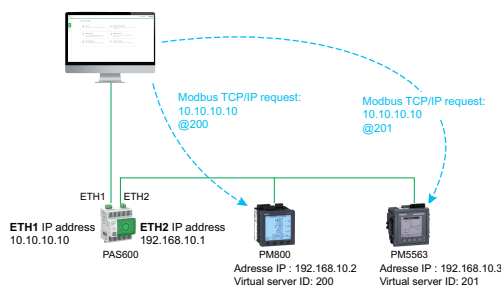 Modbus TCP/IP request:
10.10.10.10
@200
Modbus TCP/IP request:
10.10.10.10
@201
ETH1
ETH2
ETH1 IP address
10.10.10.10
ETH2 IP address
192.168.10.1
PAS600
PM800
Adresse IP : 192.168.10.2
Virtual server ID: 200
PM5563
Adresse IP : 192.168.10.3
Virtual server ID: 201